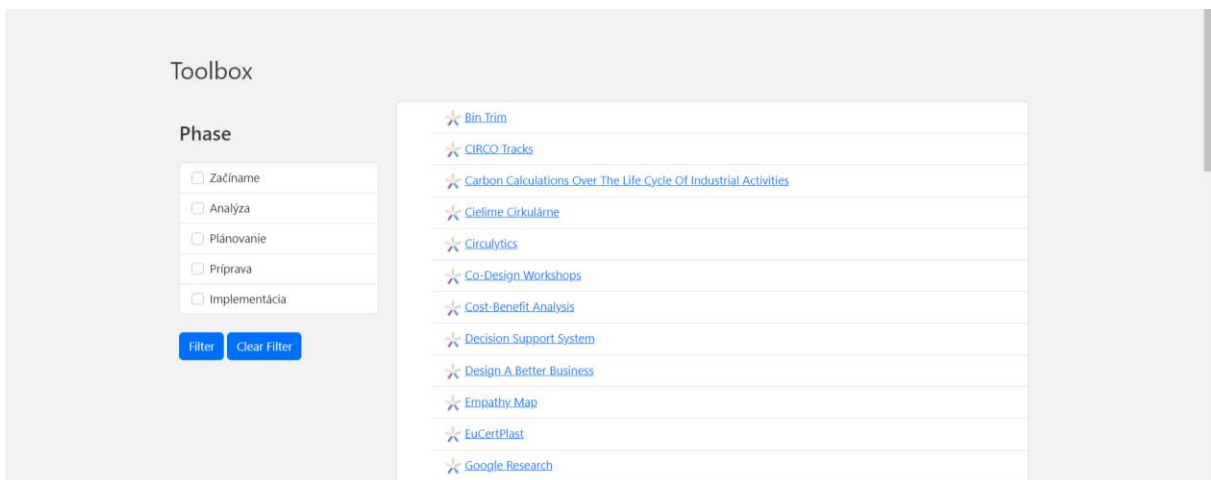 Toolbox
Phase
Začíname
Analýza
Plánovanie
Príprava
Implementácia
Filter
Clear Filter
Bin Trim
CIRCO Tracks
Carbon Calculations Over The Life Cycle Of Industrial Activities
Cielime Cirkulárne
Circulytics
Co-Design Workshops
Cost-Benefit Analysis
Decision Support System
Design A Better Business
Empathy Map
EuCertPlast
Google Research